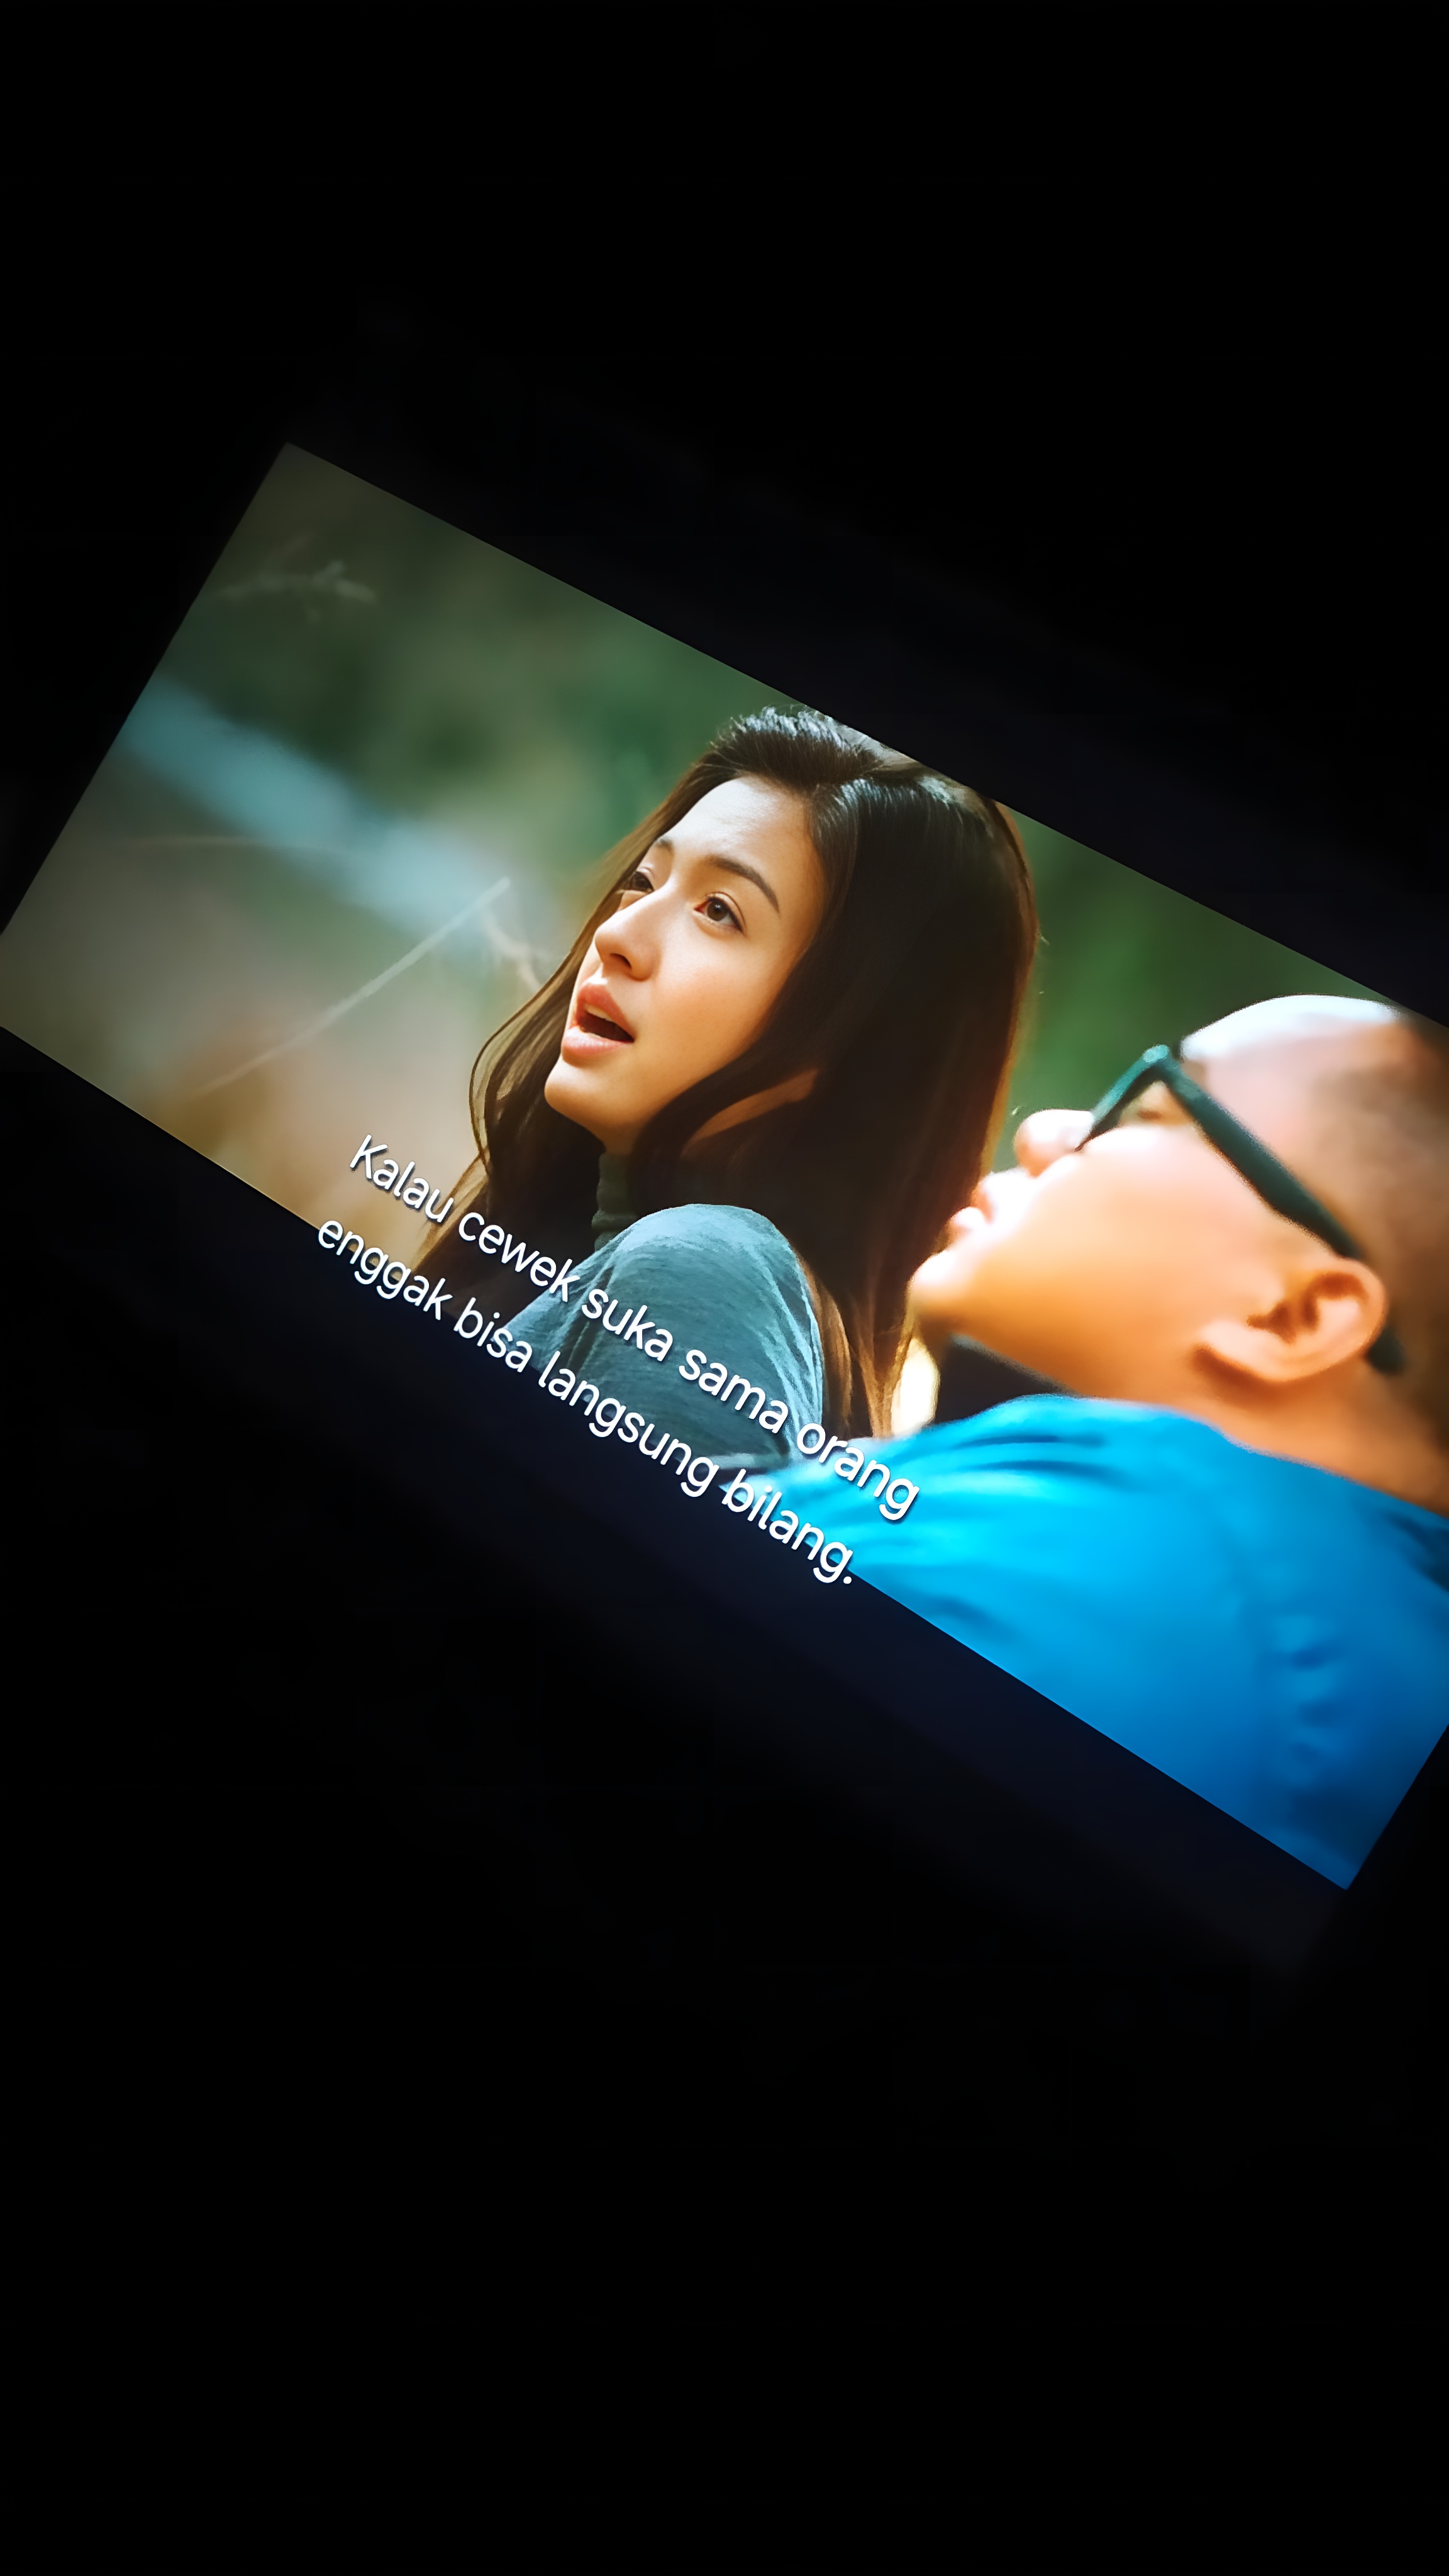 Kalau cewek suka sama orang
enggak bisa langsung bilang.